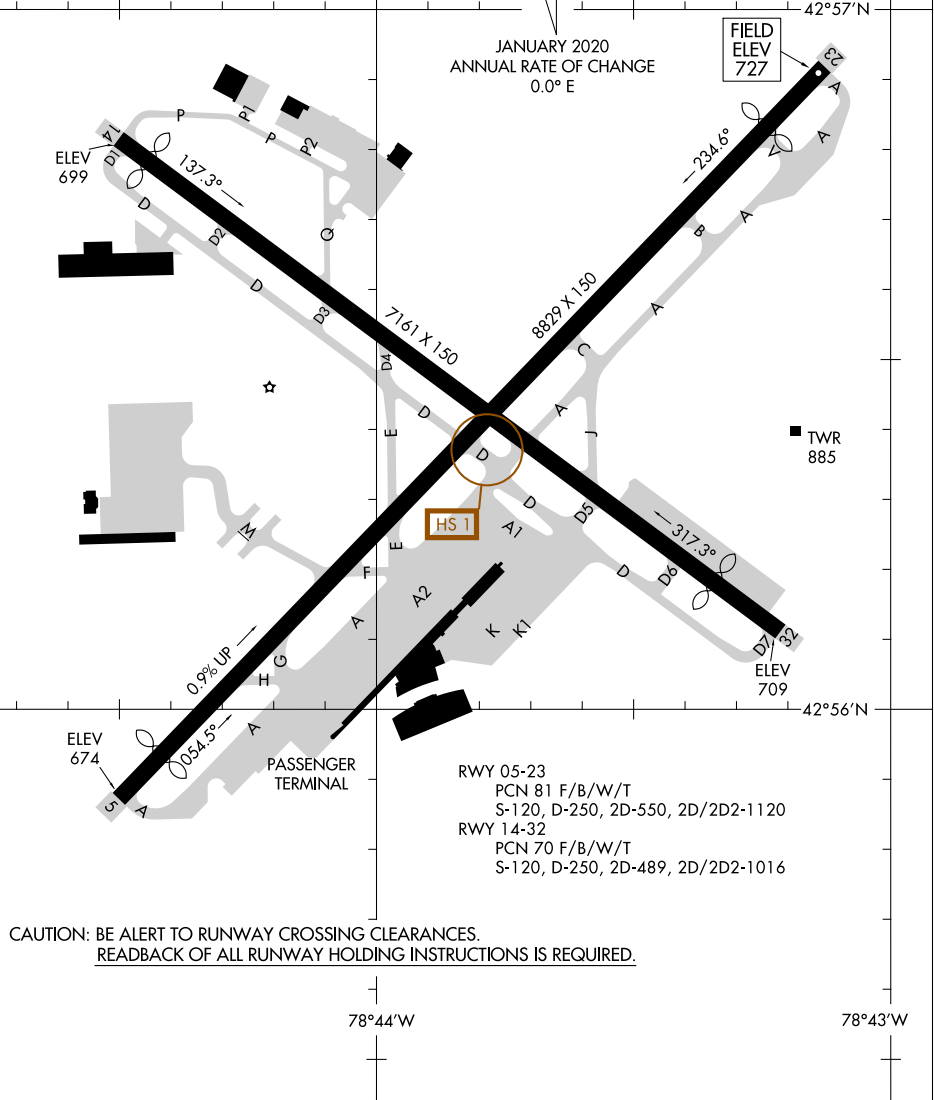 42°57'N
JANUARY 2020
ANNUAL RATE OF CHANGE
0.0° E
FIELD
ELEV
727
23
A
A
V
234.6°
B
A
A
C
8829 X 150
A
J
P
P1
P
P2
14
D1
ELEV
699
137.3°
D
D2
Q
D
D3
7161 X 150
D4
D
E
D
HS 1
TWR
885
D
D5
A1
317.3°
M
E
F
A2
D
D6
A
K
K1
D7
32
ELEV
709
0.9% UP
G
H
42°56'N
A
054.5°
ELEV
674
5
A
PASSENGER
TERMINAL
RWY 05-23
PCN 81 F/B/W/T
S-120, D-250, 2D-550, 2D/2D2-1120
RWY 14-32
PCN 70 F/B/W/T
S-120, D-250, 2D-489, 2D/2D2-1016
CAUTION: BE ALERT TO RUNWAY CROSSING CLEARANCES.
READBACK OF ALL RUNWAY HOLDING INSTRUCTIONS IS REQUIRED.
78°44'W
78°43'W